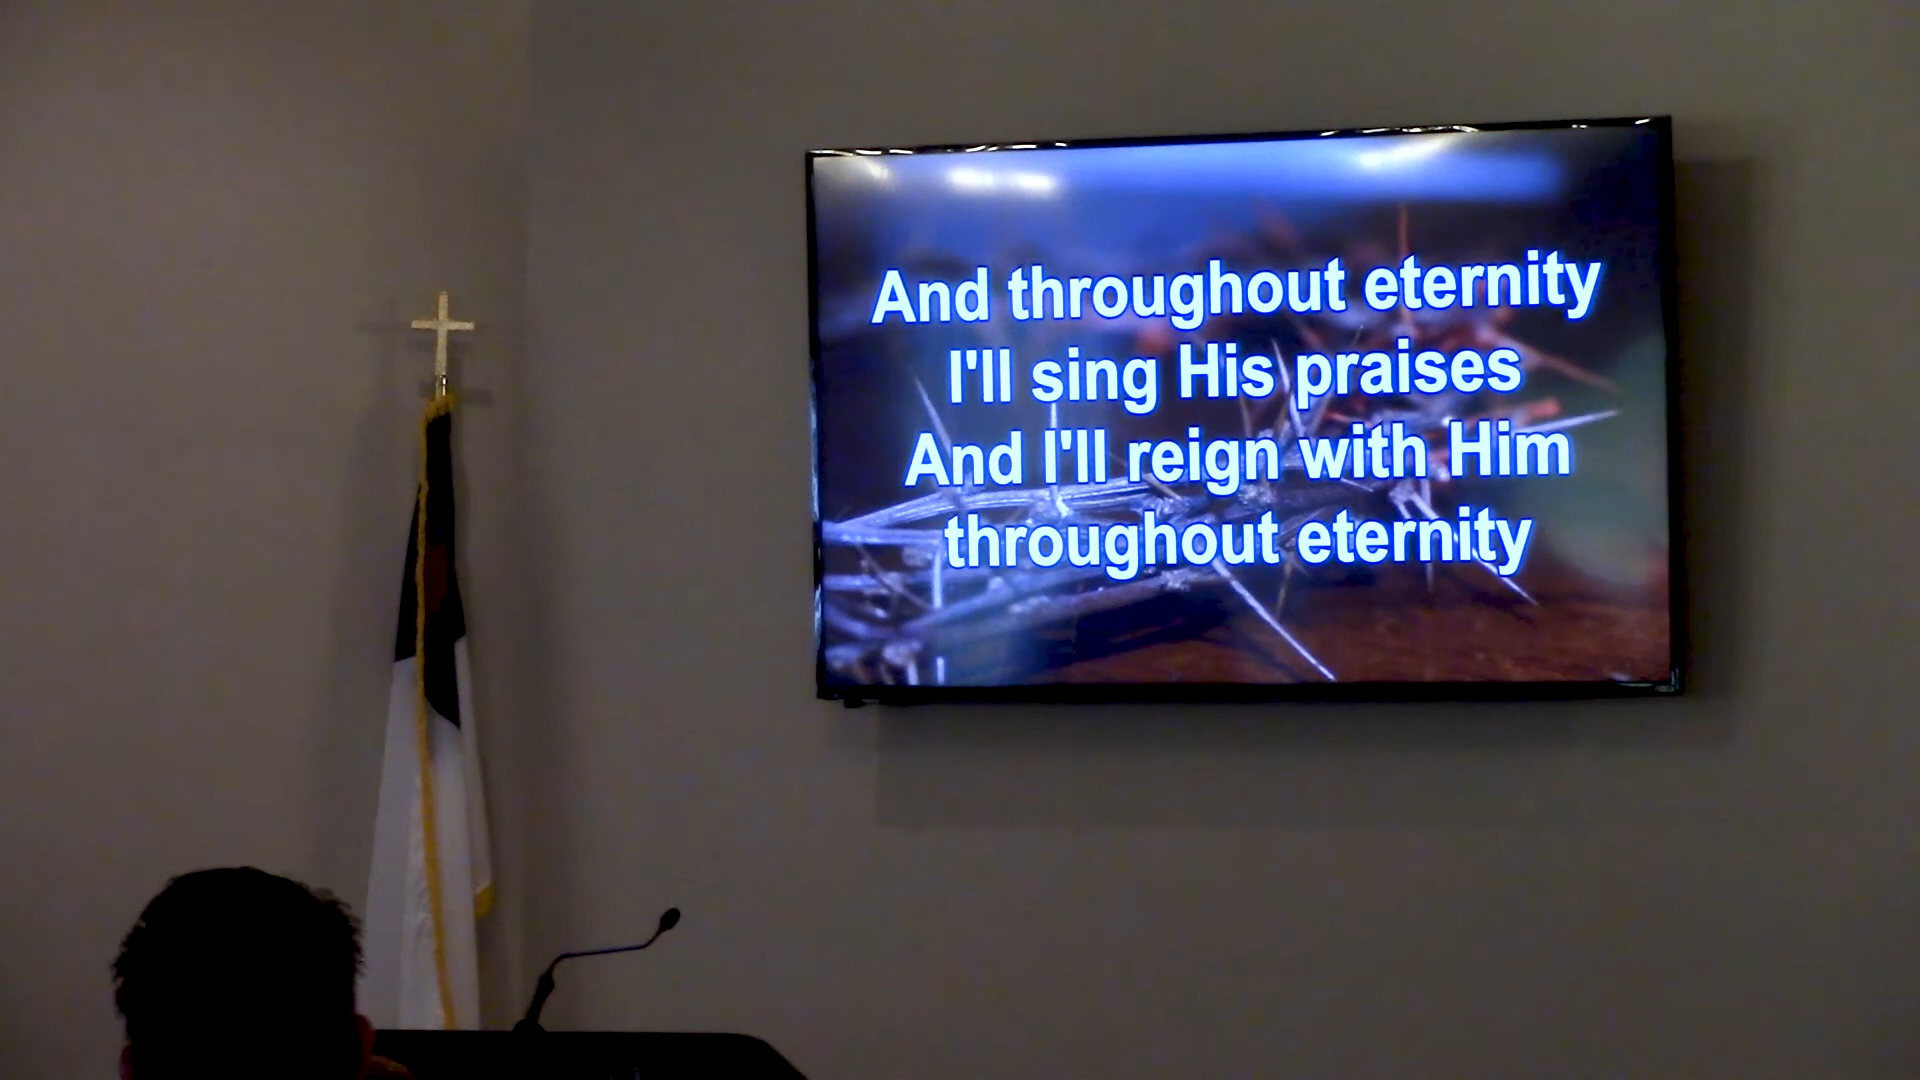 And throughout eternity
I'll sing His praises
And I'll reign with Him
throughout eternity